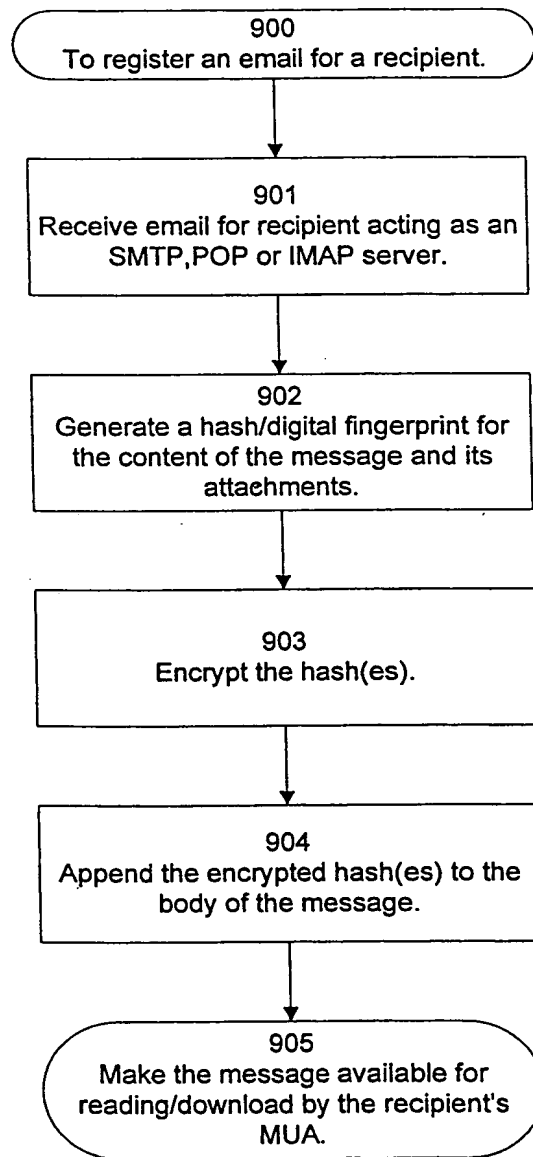 900
To register an email for a recipient.
901
Receive email for recipient acting as an
SMTP,POP or IMAP server.
902
Generate a hash/digital fingerprint for
the content of the message and its
attachments.
903
Encrypt the hash(es).
904
Append the encrypted hash(es) to the
body of the message.
905
Make the message available for
reading/download by the recipient's
MUA.